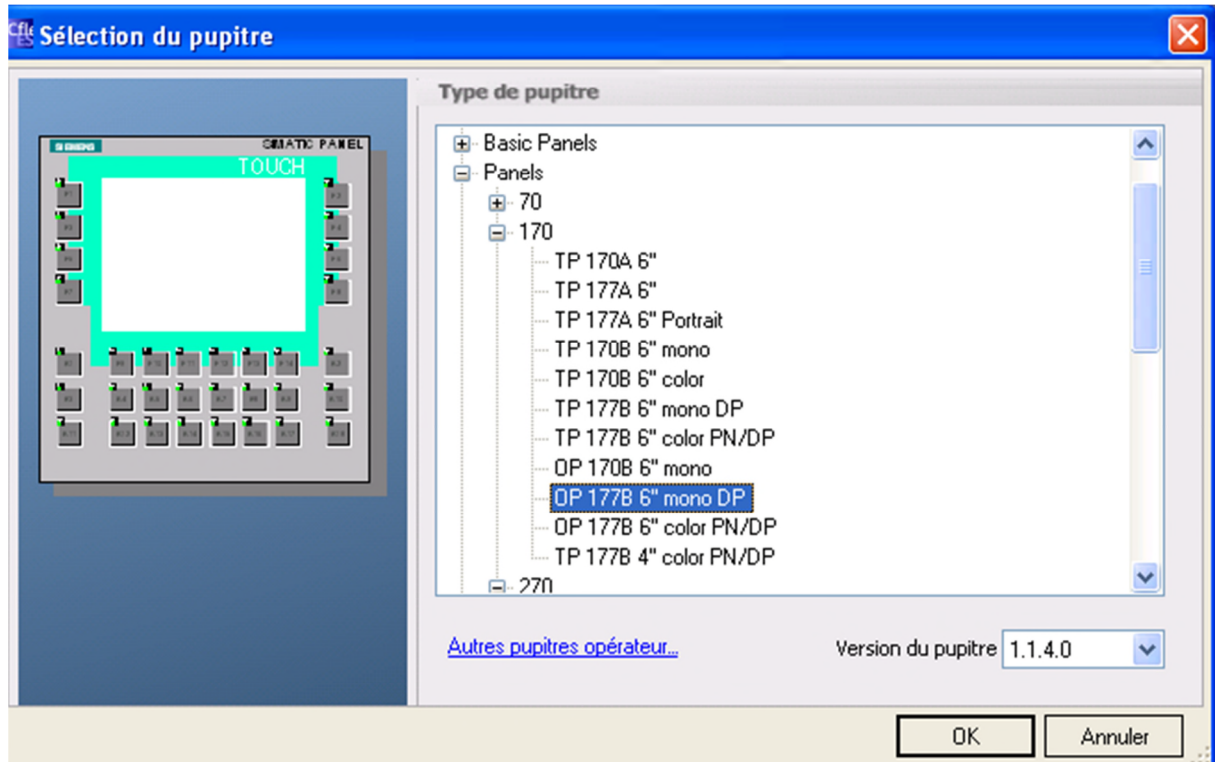 Sélection du pupitre
SIEMENS
SIMATIC PANEL
TOUCH
Type de pupitre
Basic Panels
Panels
70
170
TP 170A 6"
TP 177A 6"
TP 177A 6" Portrait
TP 170B 6" mono
TP 170B 6" color
TP 177B 6" mono DP
TP 177B 6" color PN/DP
OP 170B 6" mono
OP 177B 6" mono DP
OP 177B 6" color PN/DP
TP 177B 4" color PN/DP
270
Autres pupitres opérateur...
Version du pupitre 1.1.4.0
OK
Annuler